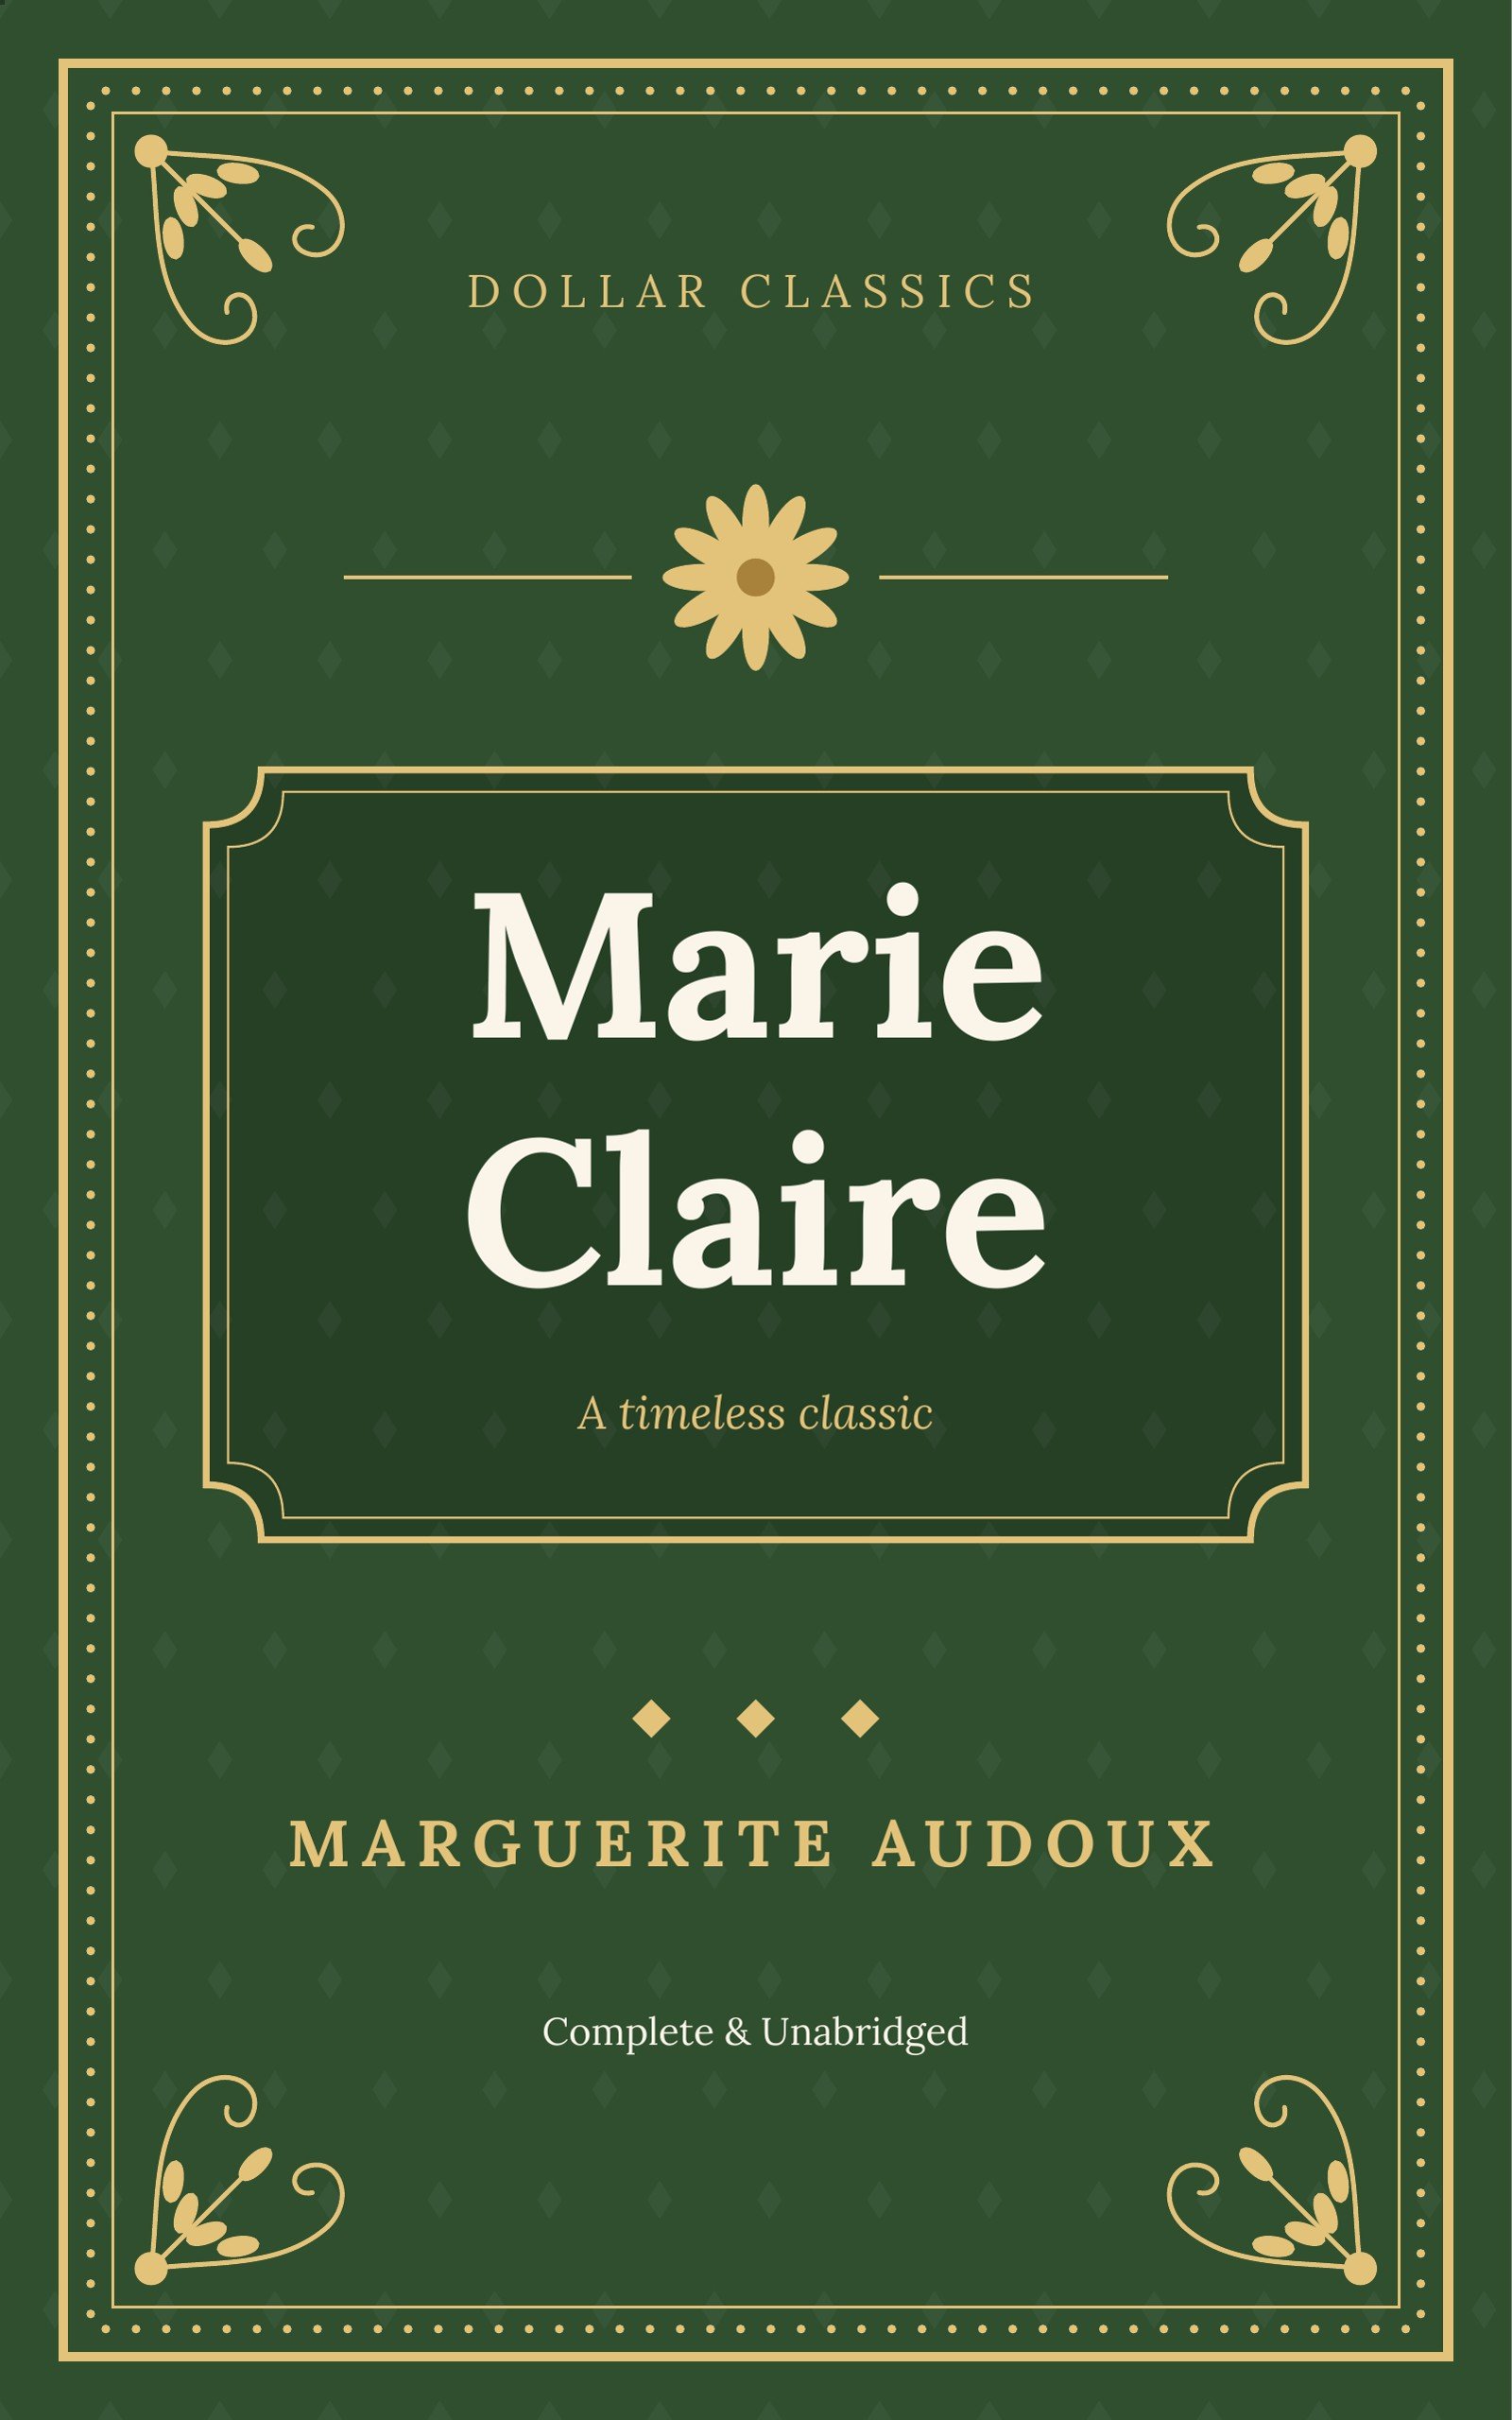 DOLLAR CLASSICS
Marie
Claire
A timeless classic
MARGUERITE AUDOUX
Complete & Unabridged